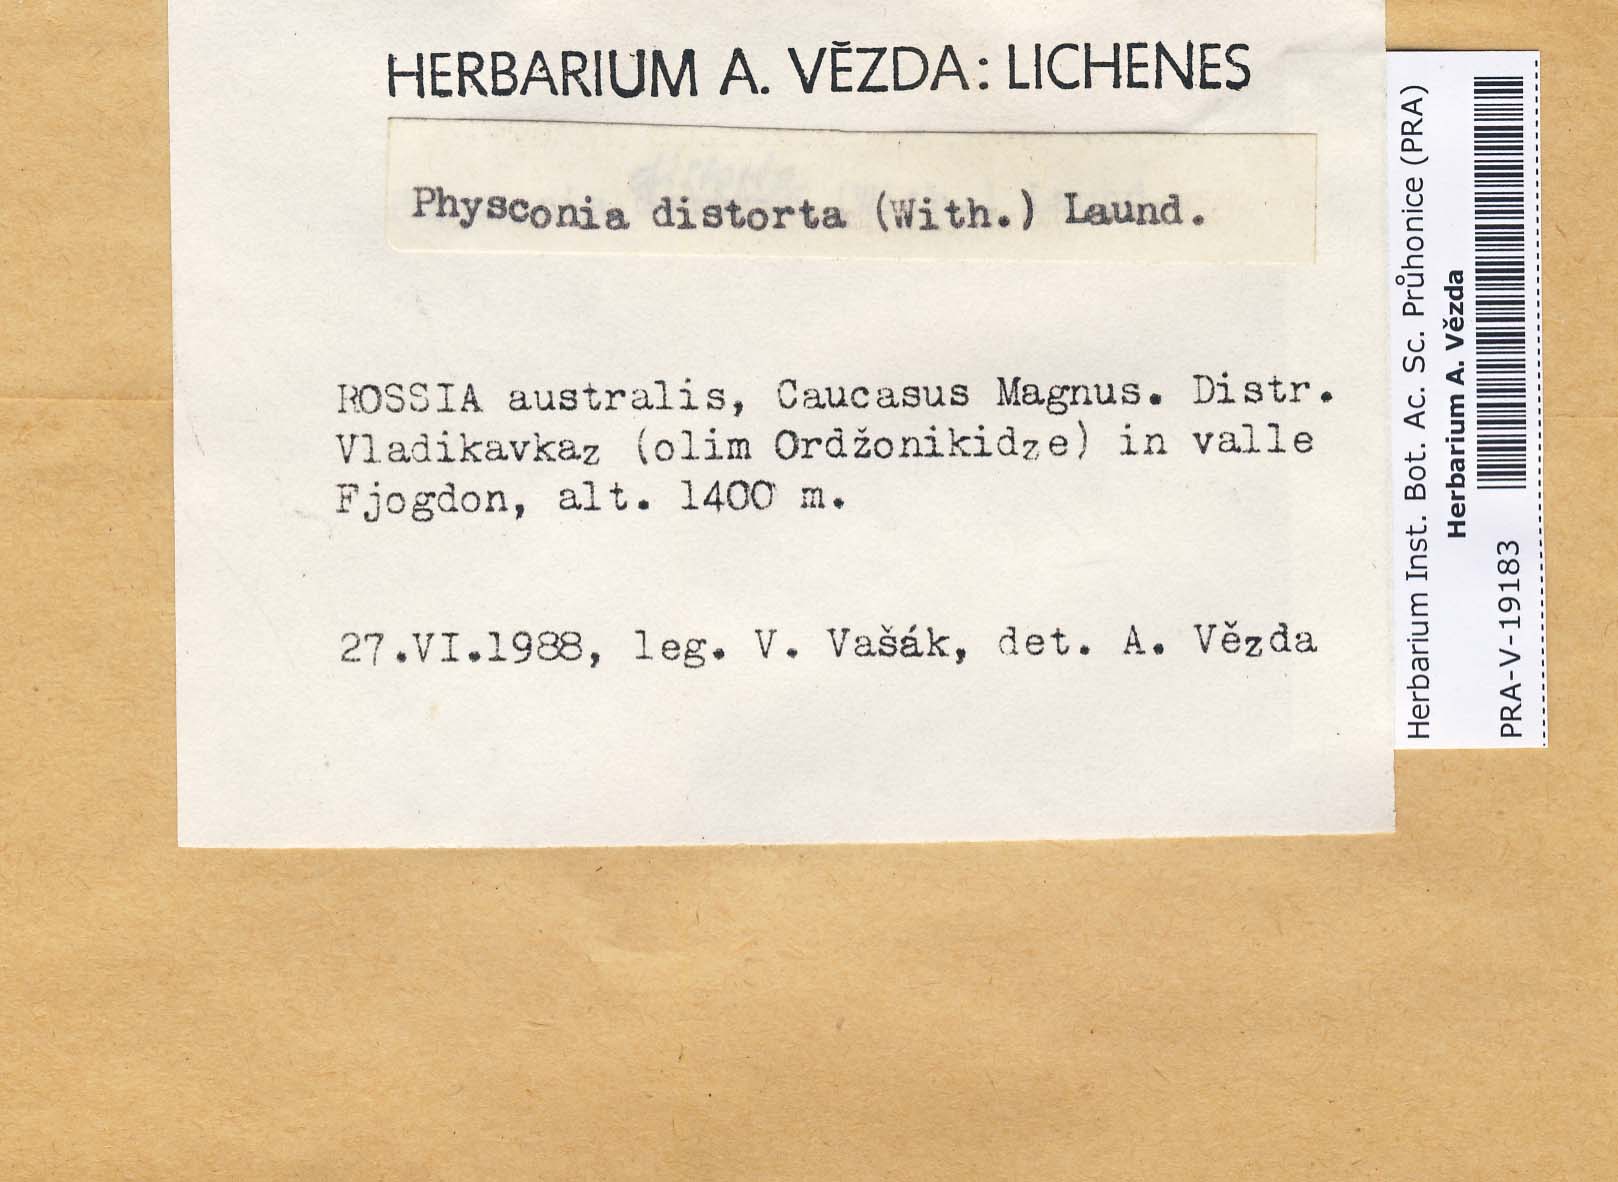 HERBARIUM A. VĚZDA: LICHENES
Physconia distorta (With.) Laund.
ROSSIA australis, Caucasus Magnus. Distr.
Vladikavkaz (olim Ordžonikidze) in valle
Fjogdon, alt. 1400 m.
27.VI.1988, leg. V. Vašák, det. A. Vězda
Herbarium Inst. Bot. Ac. Sc. Průhonice (PRA)
Herbarium A. Vězda
PRA-V-19183